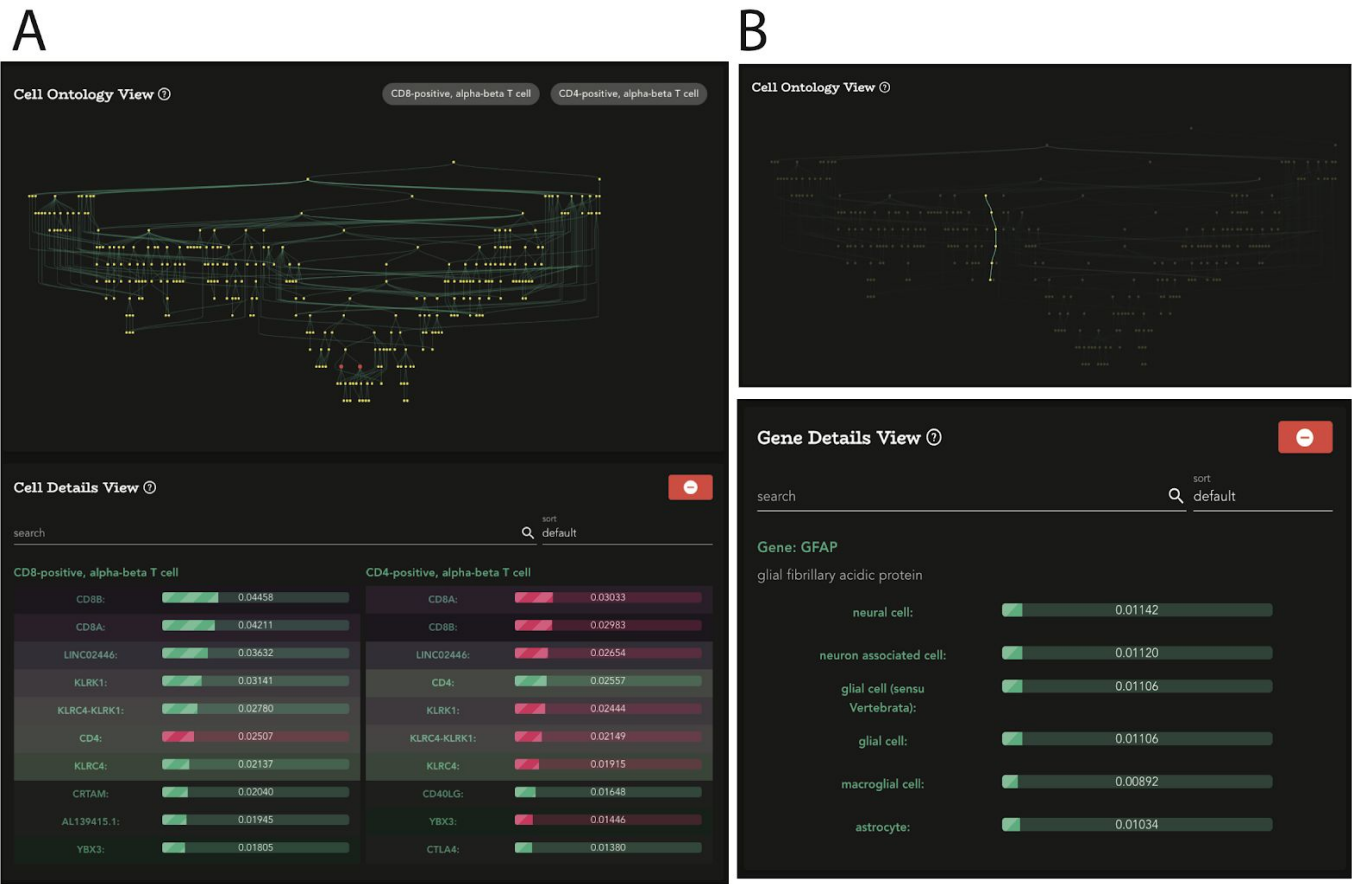 A
Cell Ontology View ?
CD8-positive, alpha-beta T cell
CD4-positive, alpha-beta T cell
Cell Details View ?
search
sort
default
CD8-positive, alpha-beta T cell
CD8B: 0.04458
CD8A: 0.04211
LINC02446: 0.03632
KLRK1: 0.03141
KLRC4-KLRK1: 0.02780
CD4: 0.02507
KLRC4: 0.02137
CRTAM: 0.02040
AL139415.1: 0.01945
YBX3: 0.01805
CD4-positive, alpha-beta T cell
CD8A: 0.03033
CD8B: 0.02983
LINC02446: 0.02654
CD4: 0.02557
KLRK1: 0.02444
KLRC4-KLRK1: 0.02149
KLRC4: 0.01915
CD40LG: 0.01648
YBX3: 0.01446
CTLA4: 0.01380
B
Cell Ontology View ?
Gene Details View ?
search
sort
default
Gene: GFAP
glial fibrillary acidic protein
neural cell: 0.01142
neuron associated cell: 0.01120
glial cell (sensu
Vertebrata): 0.01106
glial cell: 0.01106
macroglial cell: 0.00892
astrocyte: 0.01034